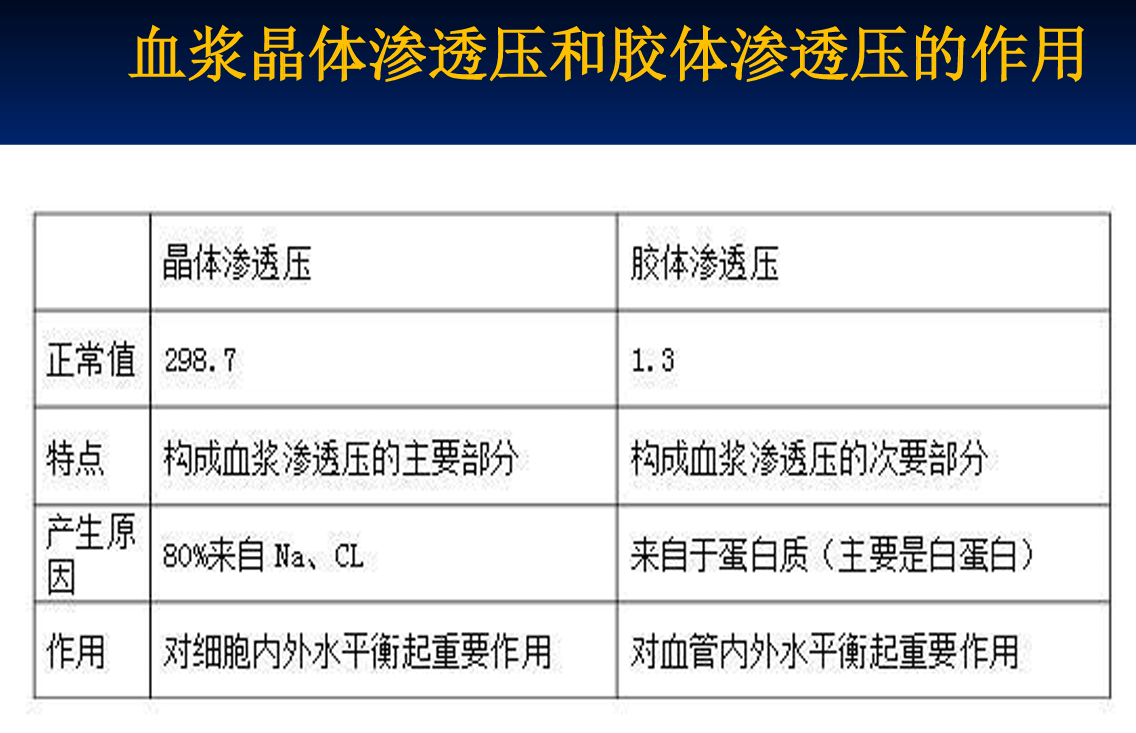 血浆晶体渗透压和胶体渗透压的作用
晶体渗透压 胶体渗透压
正常值 298.7 1.3
特点 构成血浆渗透压的主要部分 构成血浆渗透压的次要部分
产生原
因 80%来自 Na、CL 来自于蛋白质（主要是白蛋白）
作用 对细胞内外水平衡起重要作用 对血管内外水平衡起重要作用